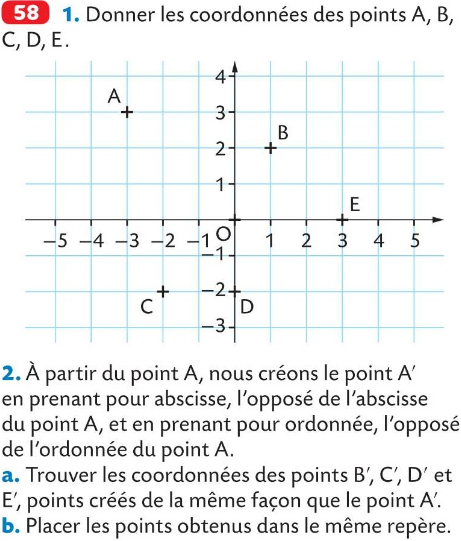 58 1. Donner les coordonnées des points A, B,
C, D, E.
4
A
3
B
2
1
E
O
−5 −4 −3 −2 −1 1 2 3 4 5
−1
−2
C D
−3
2. À partir du point A, nous créons le point A′
en prenant pour abscisse, l'opposé de l'abscisse
du point A, et en prenant pour ordonnée, l'opposé
de l'ordonnée du point A.
a. Trouver les coordonnées des points B′, C′, D′ et
E′, points créés de la même façon que le point A′.
b. Placer les points obtenus dans le même repère.